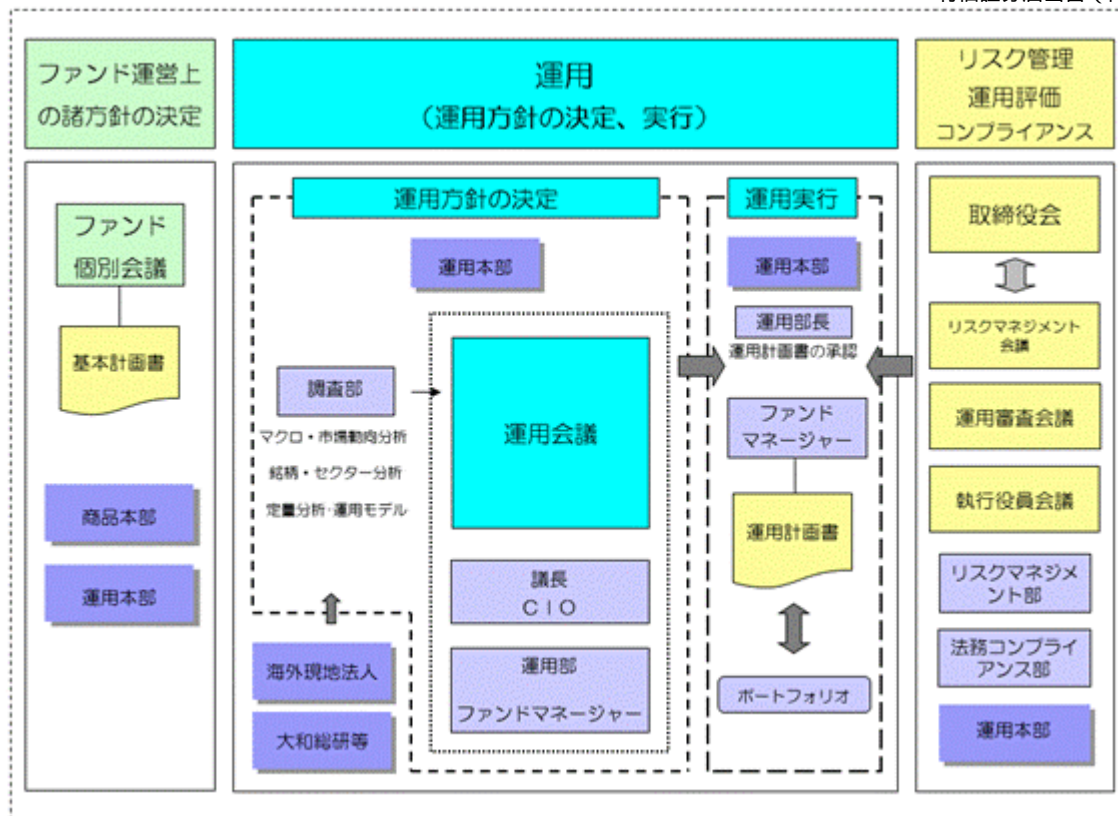 ファンド運営上
の諸方針の決定
運用
(運用方針の決定、実行)
リスク管理
運用評価
コンプライアンス
ファンド
個別会議
基本計画書
商品本部
運用本部
運用方針の決定
運用本部
調査部
マクロ・市場動向分析
銘柄・セクター分析
定量分析・運用モデル
運用会議
議長
CIO
運用部
ファンドマネージャー
海外現地法人
大和総研等
運用実行
運用本部
運用部長
運用計画書の承認
ファンド
マネージャー
運用計画書
ポートフォリオ
取締役会
リスクマネジメント
会議
運用審査会議
執行役員会議
リスクマネジメ
ント部
法務コンプライ
アンス部
運用本部